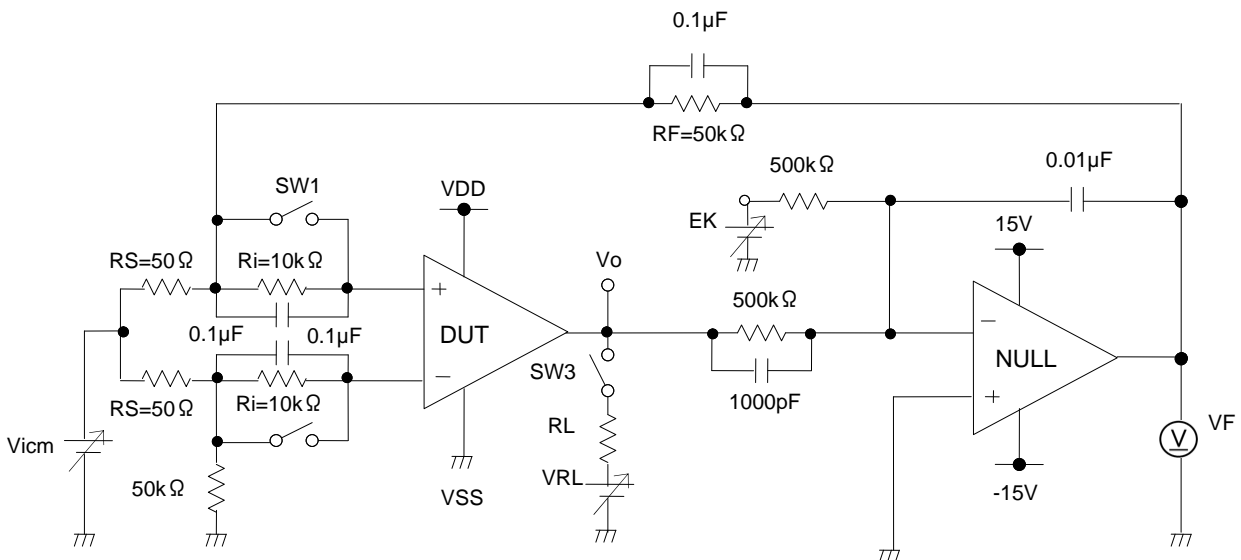 0.1μF
RF=50kΩ
500kΩ
0.01μF
SW1
VDD
EK
15V
RS=50Ω
Ri=10kΩ
Vo
+
500kΩ
0.1μF
0.1μF
DUT
−
NULL
−
SW3
RS=50Ω
Ri=10kΩ
1000pF
+
Vicm
RL
V
VF
50kΩ
VSS
VRL
-15V